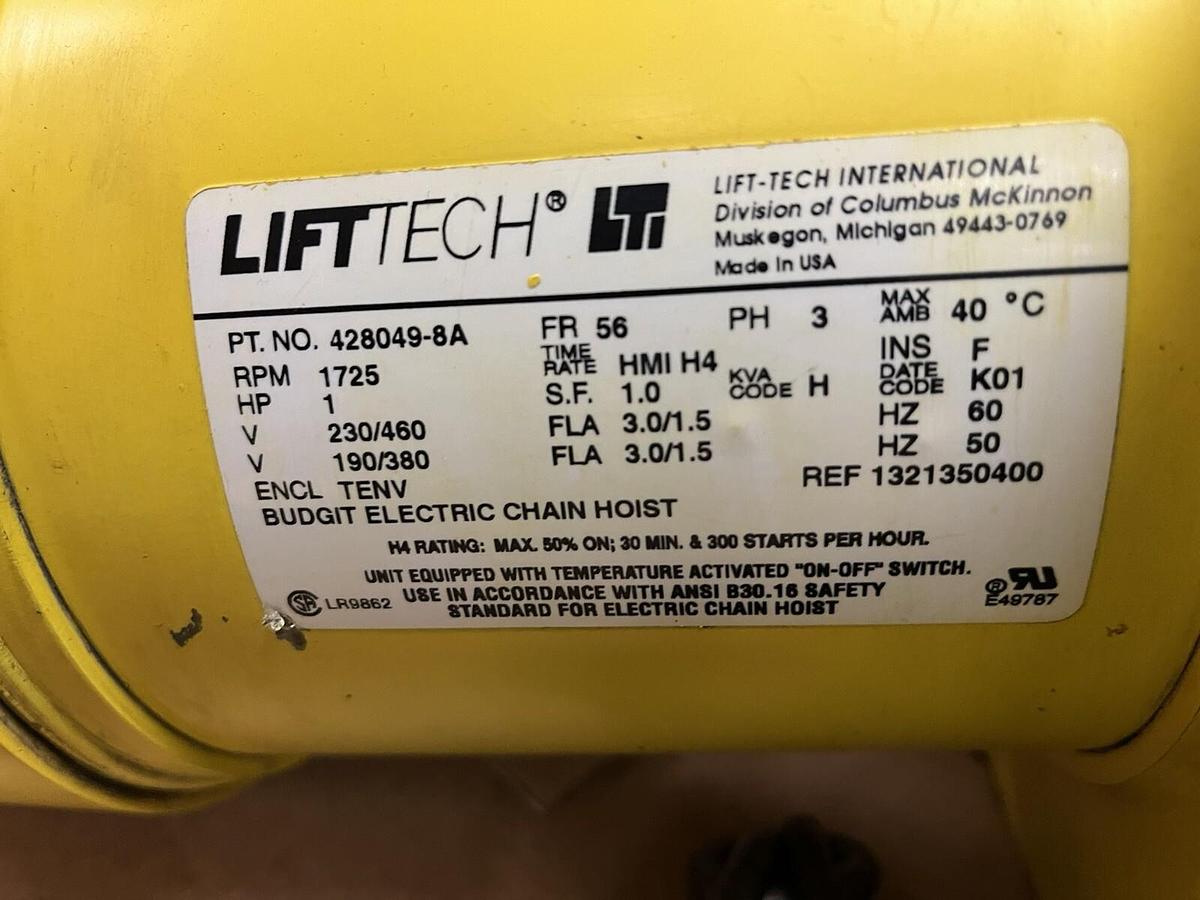 LIFTTECH® LTI
LIFT-TECH INTERNATIONAL
Division of Columbus McKinnon
Muskegon, Michigan 49443-0769
Made In USA
PT. NO. 428049-8A FR 56 PH 3 MAX AMB 40 °C
RPM 1725 TIME RATE HMI H4 KVA CODE H INS F
HP 1 S.F. 1.0 DATE CODE K01
V 230/460 FLA 3.0/1.5 HZ 60
V 190/380 FLA 3.0/1.5 HZ 50
ENCL TENV REF 1321350400
BUDGIT ELECTRIC CHAIN HOIST
H4 RATING: MAX. 50% ON; 30 MIN. & 300 STARTS PER HOUR.
UNIT EQUIPPED WITH TEMPERATURE ACTIVATED "ON-OFF" SWITCH.
USE IN ACCORDANCE WITH ANSI B30.16 SAFETY
STANDARD FOR ELECTRIC CHAIN HOIST
SA LR9862
® RU
E49787